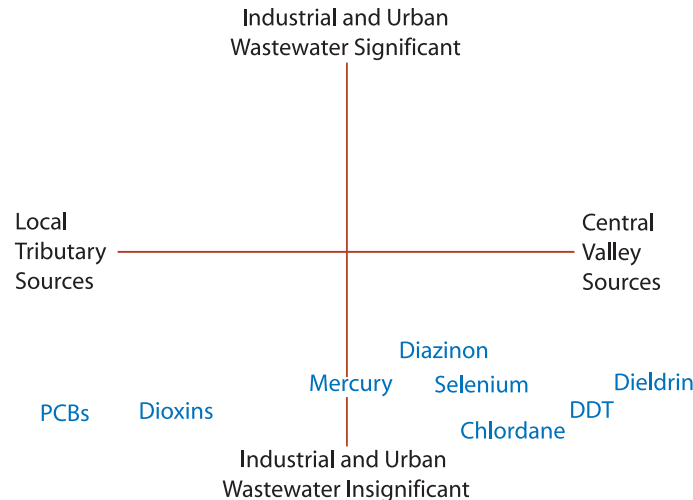 Industrial and Urban
Wastewater Significant
Local
Tributary
Sources
Central
Valley
Sources
Diazinon
Mercury
Selenium
Dieldrin
PCBs
Dioxins
DDT
Chlordane
Industrial and Urban
Wastewater Insignificant